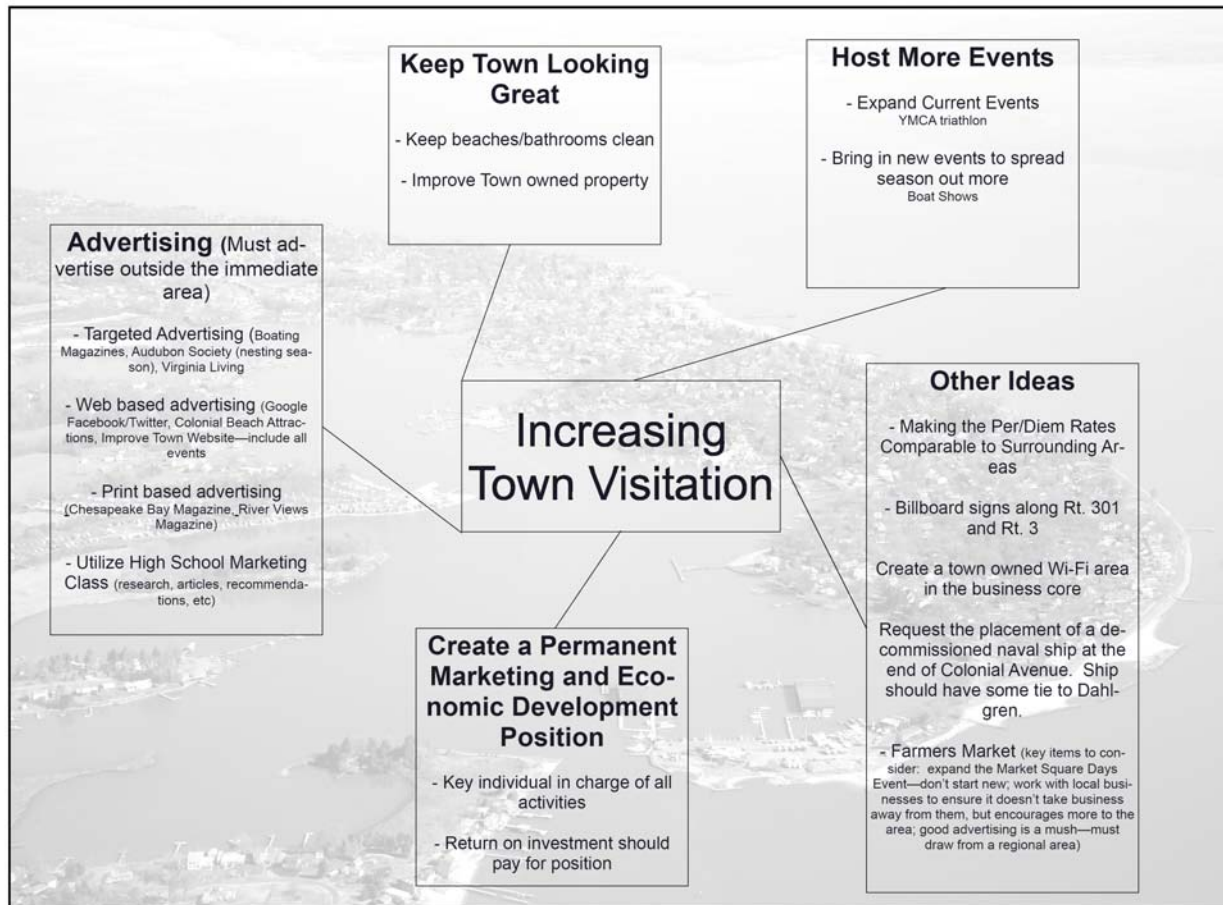 Keep Town Looking
Great
- Keep beaches/bathrooms clean
- Improve Town owned property
Host More Events
- Expand Current Events
YMCA triathlon
- Bring in new events to spread
season out more
Boat Shows
Advertising (Must ad-
vertise outside the immediate
area)
- Targeted Advertising (Boating
Magazines, Audubon Society (nesting sea-
son), Virginia Living
- Web based advertising (Google
Facebook/Twitter, Colonial Beach Attrac-
tions, Improve Town Website—include all
events
- Print based advertising
(Chesapeake Bay Magazine, River Views
Magazine)
- Utilize High School Marketing
Class (research, articles, recommenda-
tions, etc)
Increasing
Town Visitation
Other Ideas
- Making the Per/Diem Rates
Comparable to Surrounding Ar-
eas
- Billboard signs along Rt. 301
and Rt. 3
Create a town owned Wi-Fi area
in the business core
Request the placement of a de-
commissioned naval ship at the
end of Colonial Avenue.  Ship
should have some tie to Dahl-
gren.
- Farmers Market (key items to con-
sider:  expand the Market Square Days
Event—don't start new; work with local busi-
nesses to ensure it doesn't take business
away from them, but encourages more to the
area; good advertising is a mush—must
draw from a regional area)
Create a Permanent
Marketing and Eco-
nomic Development
Position
- Key individual in charge of all
activities
- Return on investment should
pay for position